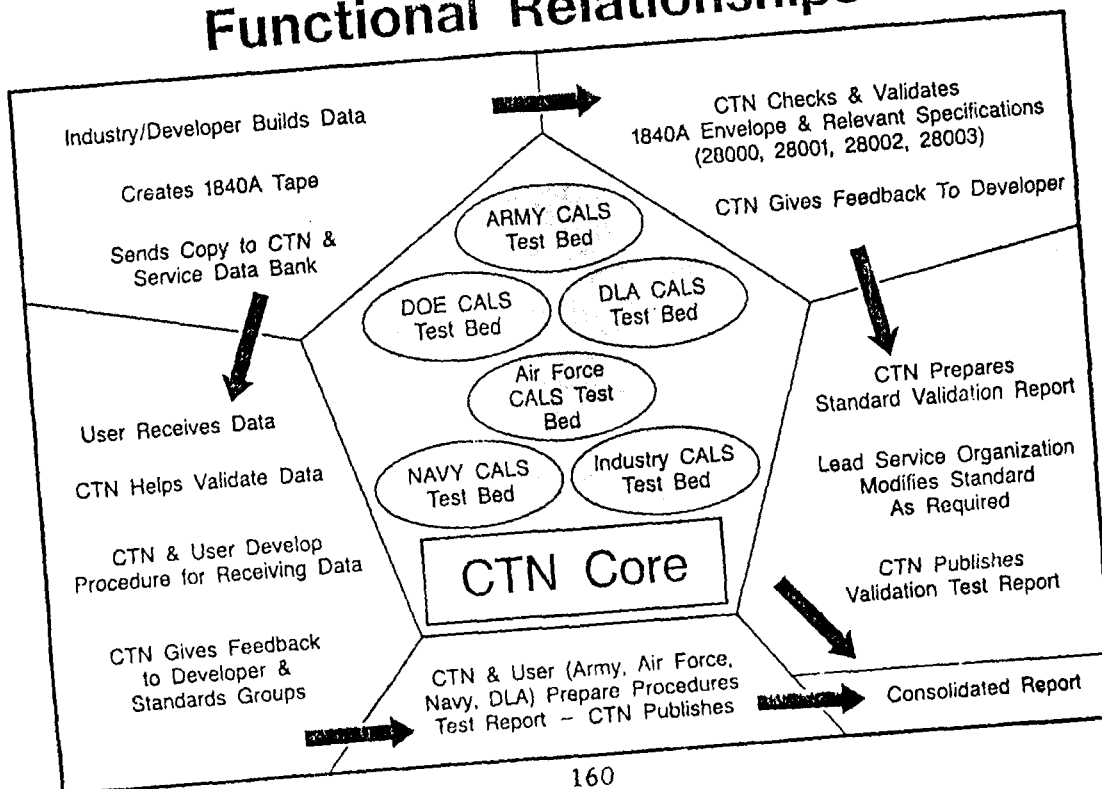 Functional Relationships
Industry/Developer Builds Data
Creates 1840A Tape
Sends Copy to CTN &
Service Data Bank
CTN Checks & Validates
1840A Envelope & Relevant Specifications
(28000, 28001, 28002, 28003)
CTN Gives Feedback To Developer
ARMY CALS
Test Bed
DOE CALS
Test Bed
DLA CALS
Test Bed
Air Force
CALS Test
Bed
NAVY CALS
Test Bed
Industry CALS
Test Bed
CTN Core
User Receives Data
CTN Helps Validate Data
CTN & User Develop
Procedure for Receiving Data
CTN Gives Feedback
to Developer &
Standards Groups
CTN Prepares
Standard Validation Report
Lead Service Organization
Modifies Standard
As Required
CTN Publishes
Validation Test Report
CTN & User (Army, Air Force,
Navy, DLA) Prepare Procedures
Test Report – CTN Publishes
Consolidated Report
160